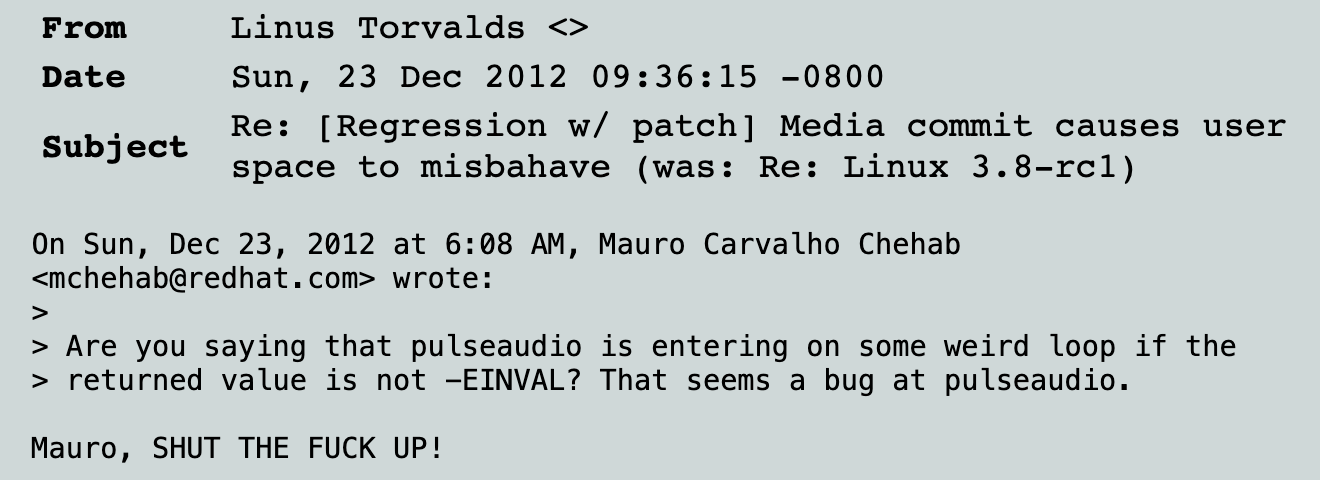 From Linus Torvalds <>
Date Sun, 23 Dec 2012 09:36:15 -0800
Subject Re: [Regression w/ patch] Media commit causes user
space to misbahave (was: Re: Linux 3.8-rc1)
On Sun, Dec 23, 2012 at 6:08 AM, Mauro Carvalho Chehab
<mchehab@redhat.com> wrote:
>
> Are you saying that pulseaudio is entering on some weird loop if the
> returned value is not -EINVAL? That seems a bug at pulseaudio.
Mauro, SHUT THE FUCK UP!